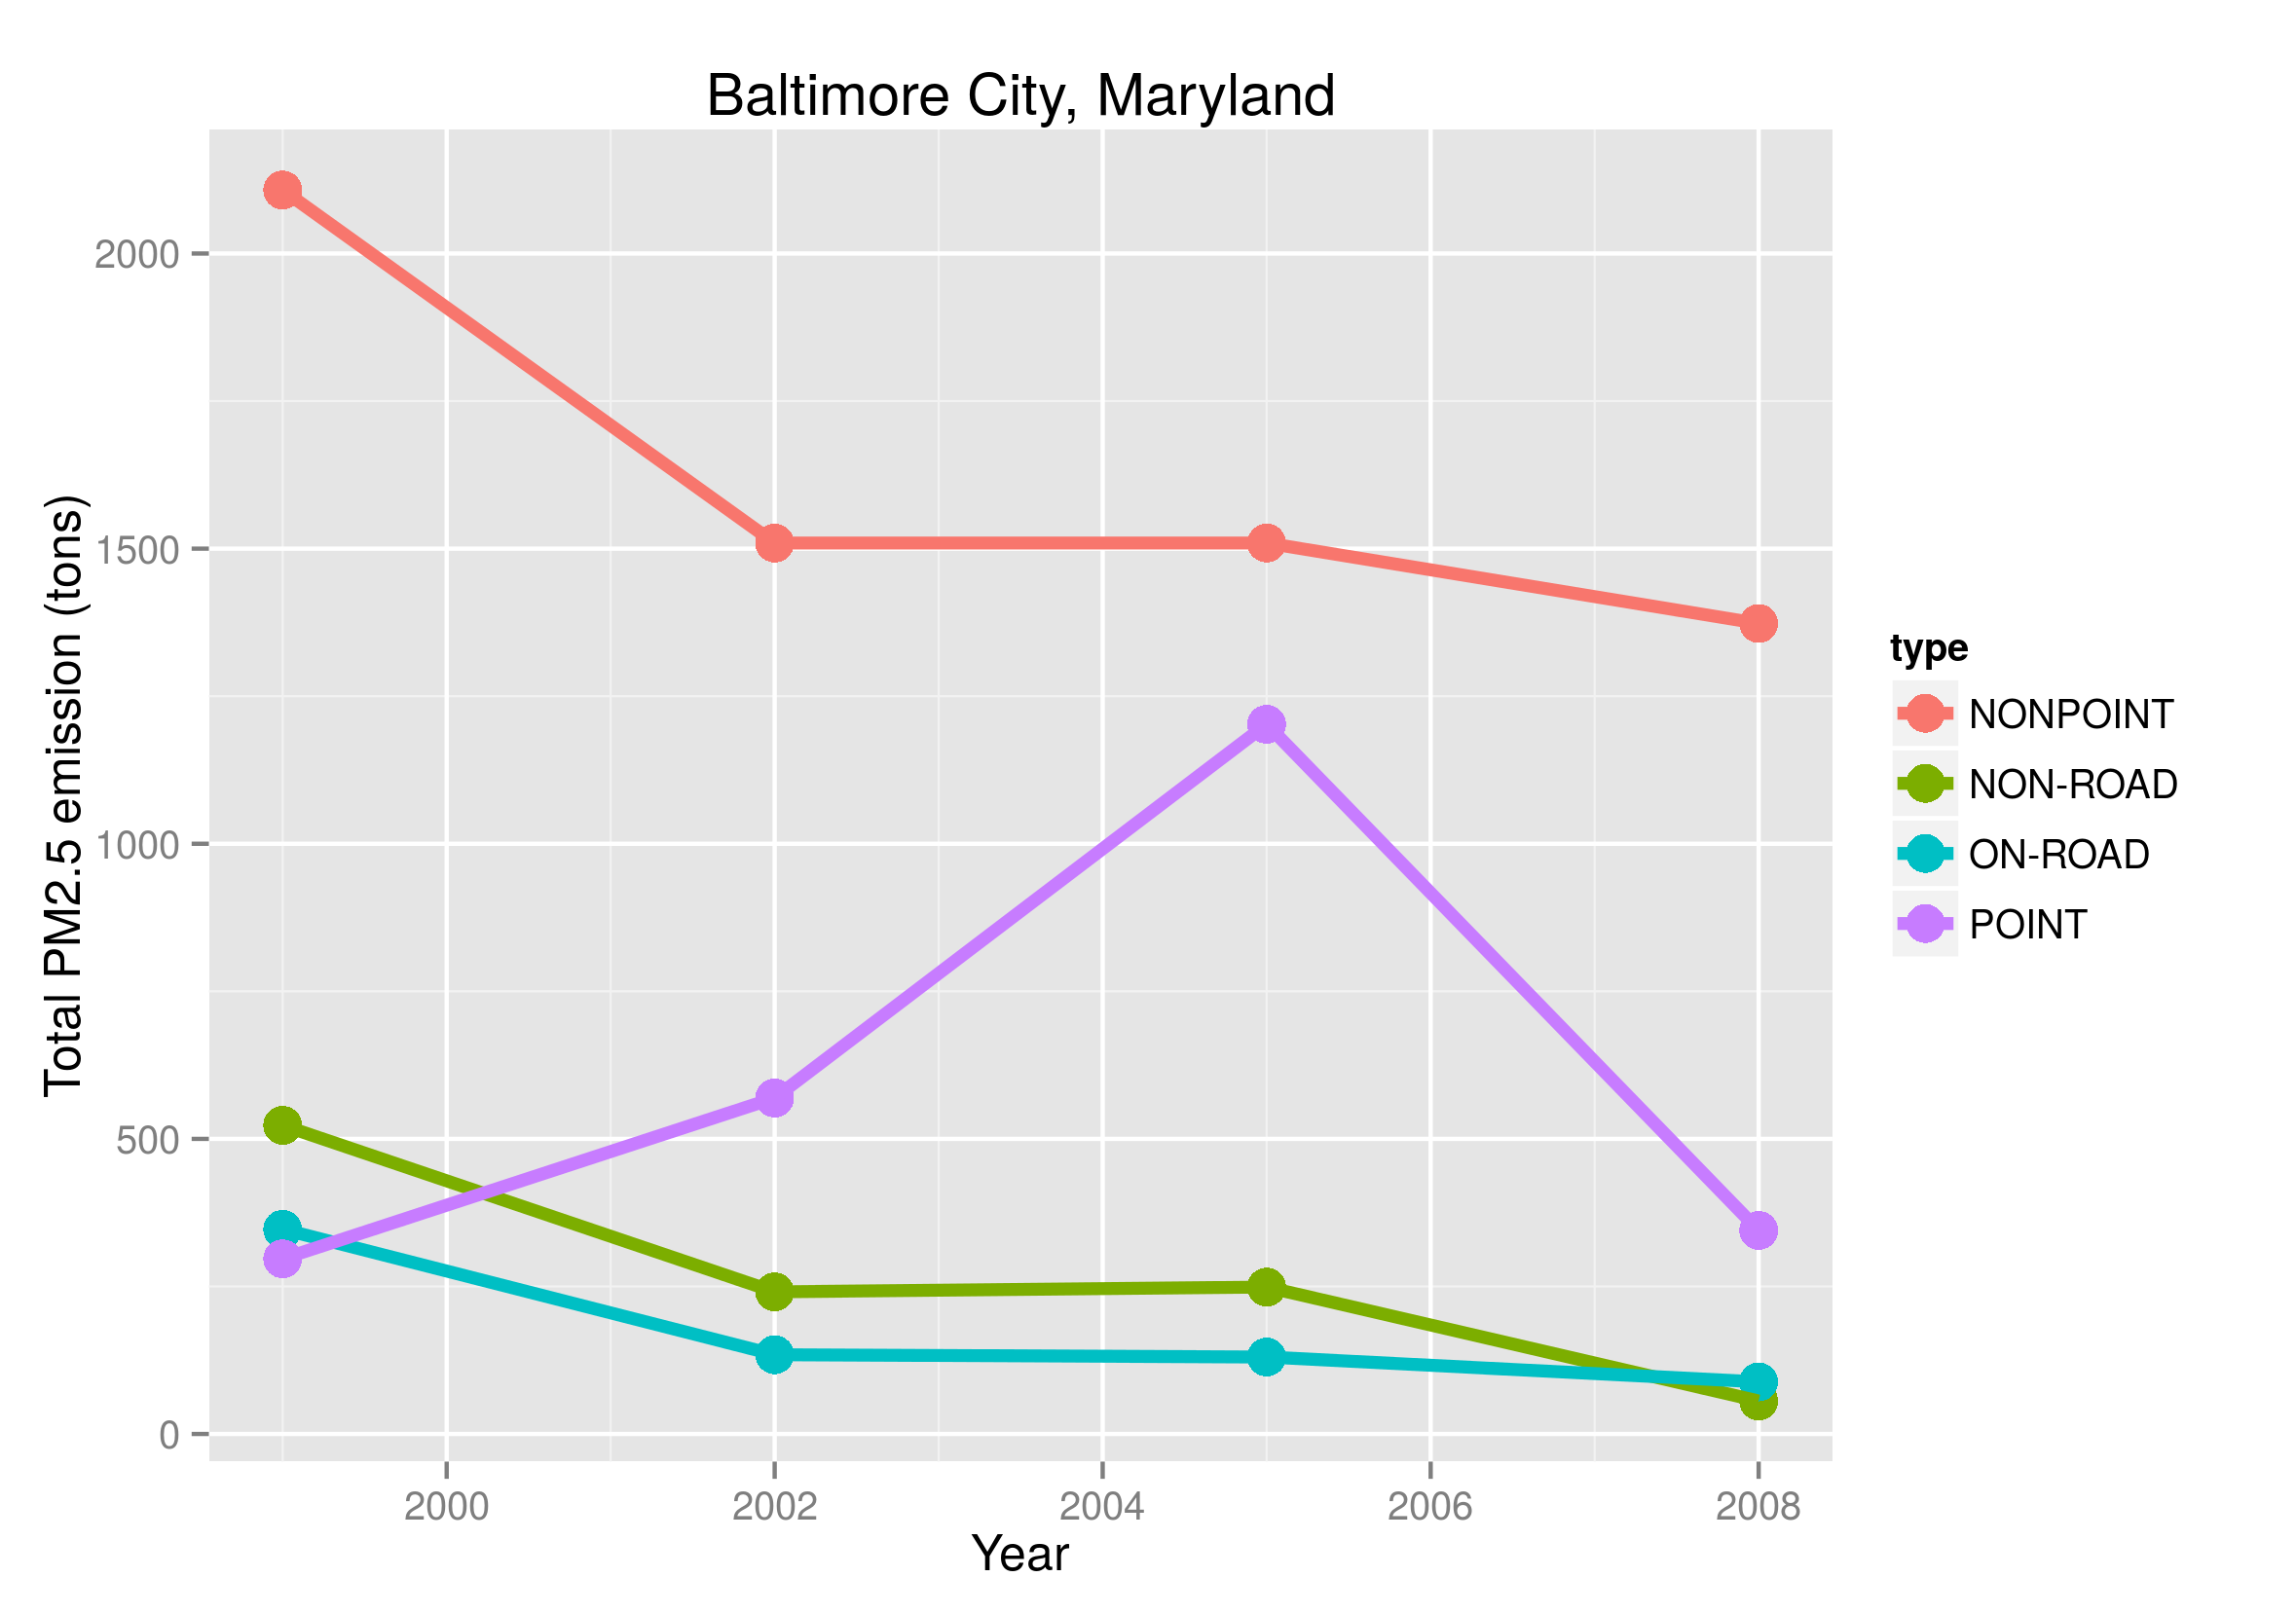 Baltimore City, Maryland
Total PM2.5 emission (tons)
2000
1500
1000
500
0
2000 2002 2004 2006 2008
Year
type
NONPOINT
NON-ROAD
ON-ROAD
POINT